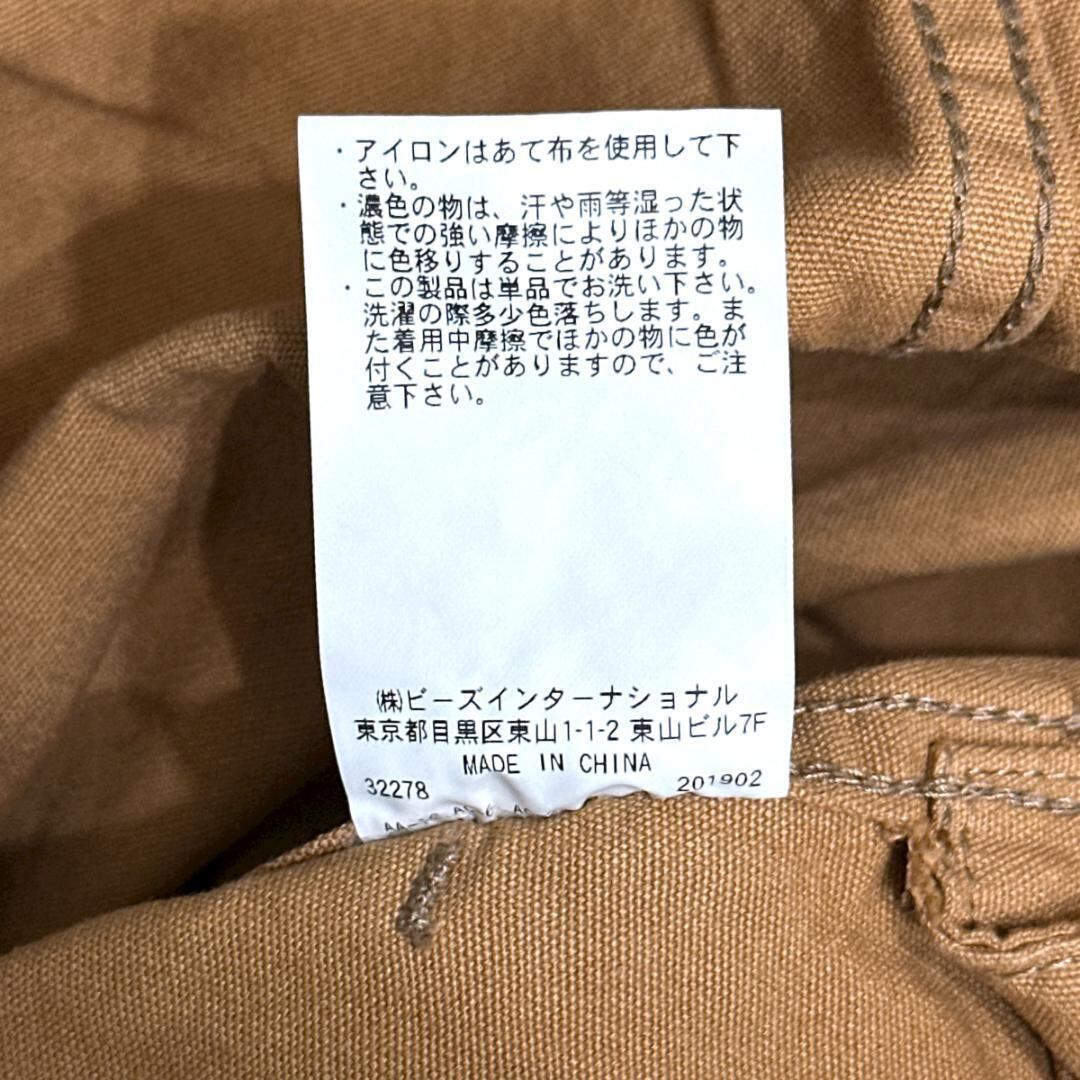 ・アイロンはあて布を使用して下
さい。
・濃色の物は、汗や雨等湿った状
態での強い摩擦によりほかの物
に色移りすることがあります。
・この製品は単品でお洗い下さい。
洗濯の際多少色落ちします。ま
た着用中摩擦でほかの物に色が
付くことがありますので、ご注
意下さい。
㈱ビーズインターナショナル
東京都目黒区東山1-1-2 東山ビル7F
MADE IN CHINA
32278 201902